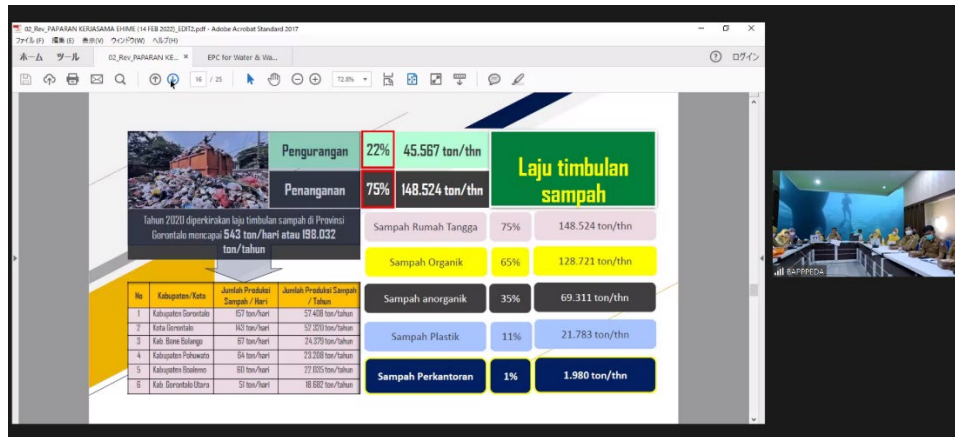 02_Rev_PAPARAN KERJASAMA EHIME (14 FEB 2022)_EDIT3.pdf - Adobe Acrobat Standard 2017
ファイル(F) 編集(E) 表示(V) ウィンドウ(W) ヘルプ(H)
ホーム ツール 02_Rev_PAPARAN KE... × EPC for Water & Wa... ログイン
16 / 25 72.8%
Pengurangan 22% 45.567 ton/thn
Penanganan 75% 148.524 ton/thn
Laju timbulan
sampah
Tahun 2020 diperkirakan laju timbulan sampah di Provinsi
Gorontalo mencapai 543 ton/hari atau 198.032
ton/tahun
Sampah Rumah Tangga 75% 148.524 ton/thn
Sampah Organik 65% 128.721 ton/thn
Sampah anorganik 35% 69.311 ton/thn
Sampah Plastik 11% 21.783 ton/thn
Sampah Perkantoran 1% 1.980 ton/thn
No Kabupaten/Kota Jumlah Produksi Sampah / Hari Jumlah Produksi Sampah / Tahun
1 Kabupaten Gorontalo 157 ton/hari 57.408 ton/tahun
2 Kota Gorontalo 143 ton/hari 52.320 ton/tahun
3 Kab. Bone Bolango 67 ton/hari 24.379 ton/tahun
4 Kabupaten Pohuwato 64 ton/hari 23.208 ton/tahun
5 Kabupaten Boalemo 60 ton/hari 22.035 ton/tahun
6 Kab. Gorontalo Utara 51 ton/hari 18.682 ton/tahun
BAPPPEDA